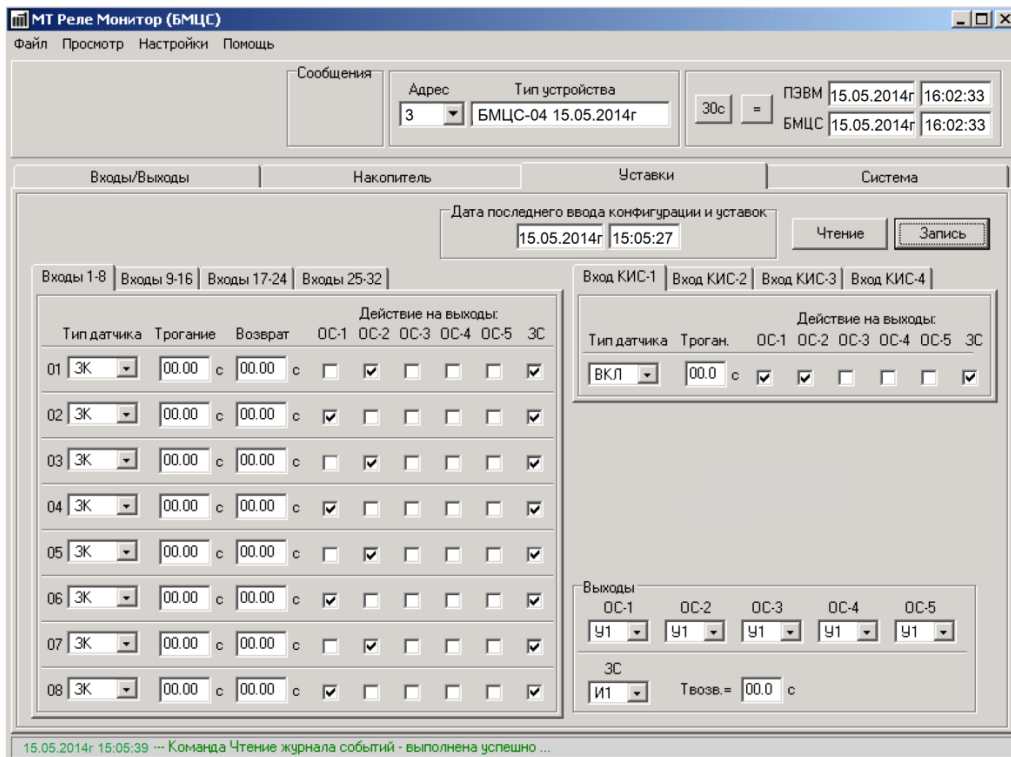 МТ Реле Монитор (БМЦС)
Файл Просмотр Настройки Помощь
Сообщения
Адрес Тип устройства
3 БМЦС-04 15.05.2014г
30с =
ПЭВМ 15.05.2014г 16:02:33
БМЦС 15.05.2014г 16:02:33
Входы/Выходы Накопитель Уставки Система
Дата последнего ввода конфигурации и уставок
15.05.2014г 15:05:27
Чтение Запись
Входы 1-8 Входы 9-16 Входы 17-24 Входы 25-32
Действие на выходы:
Тип датчика Трогание Возврат ОС-1 ОС-2 ОС-3 ОС-4 ОС-5 ЗС
01 ЗК 00.00 с 00.00 с
02 ЗК 00.00 с 00.00 с
03 ЗК 00.00 с 00.00 с
04 ЗК 00.00 с 00.00 с
05 ЗК 00.00 с 00.00 с
06 ЗК 00.00 с 00.00 с
07 ЗК 00.00 с 00.00 с
08 ЗК 00.00 с 00.00 с
Вход КИС-1 Вход КИС-2 Вход КИС-3 Вход КИС-4
Действие на выходы:
Тип датчика Троган. ОС-1 ОС-2 ОС-3 ОС-4 ОС-5 ЗС
ВКЛ 00.0 с
Выходы
ОС-1 ОС-2 ОС-3 ОС-4 ОС-5
У1 У1 У1 У1 У1
ЗС
И1 Твозв.= 00.0 с
15.05.2014г 15:05:39 --- Команда Чтение журнала событий - выполнена успешно ...